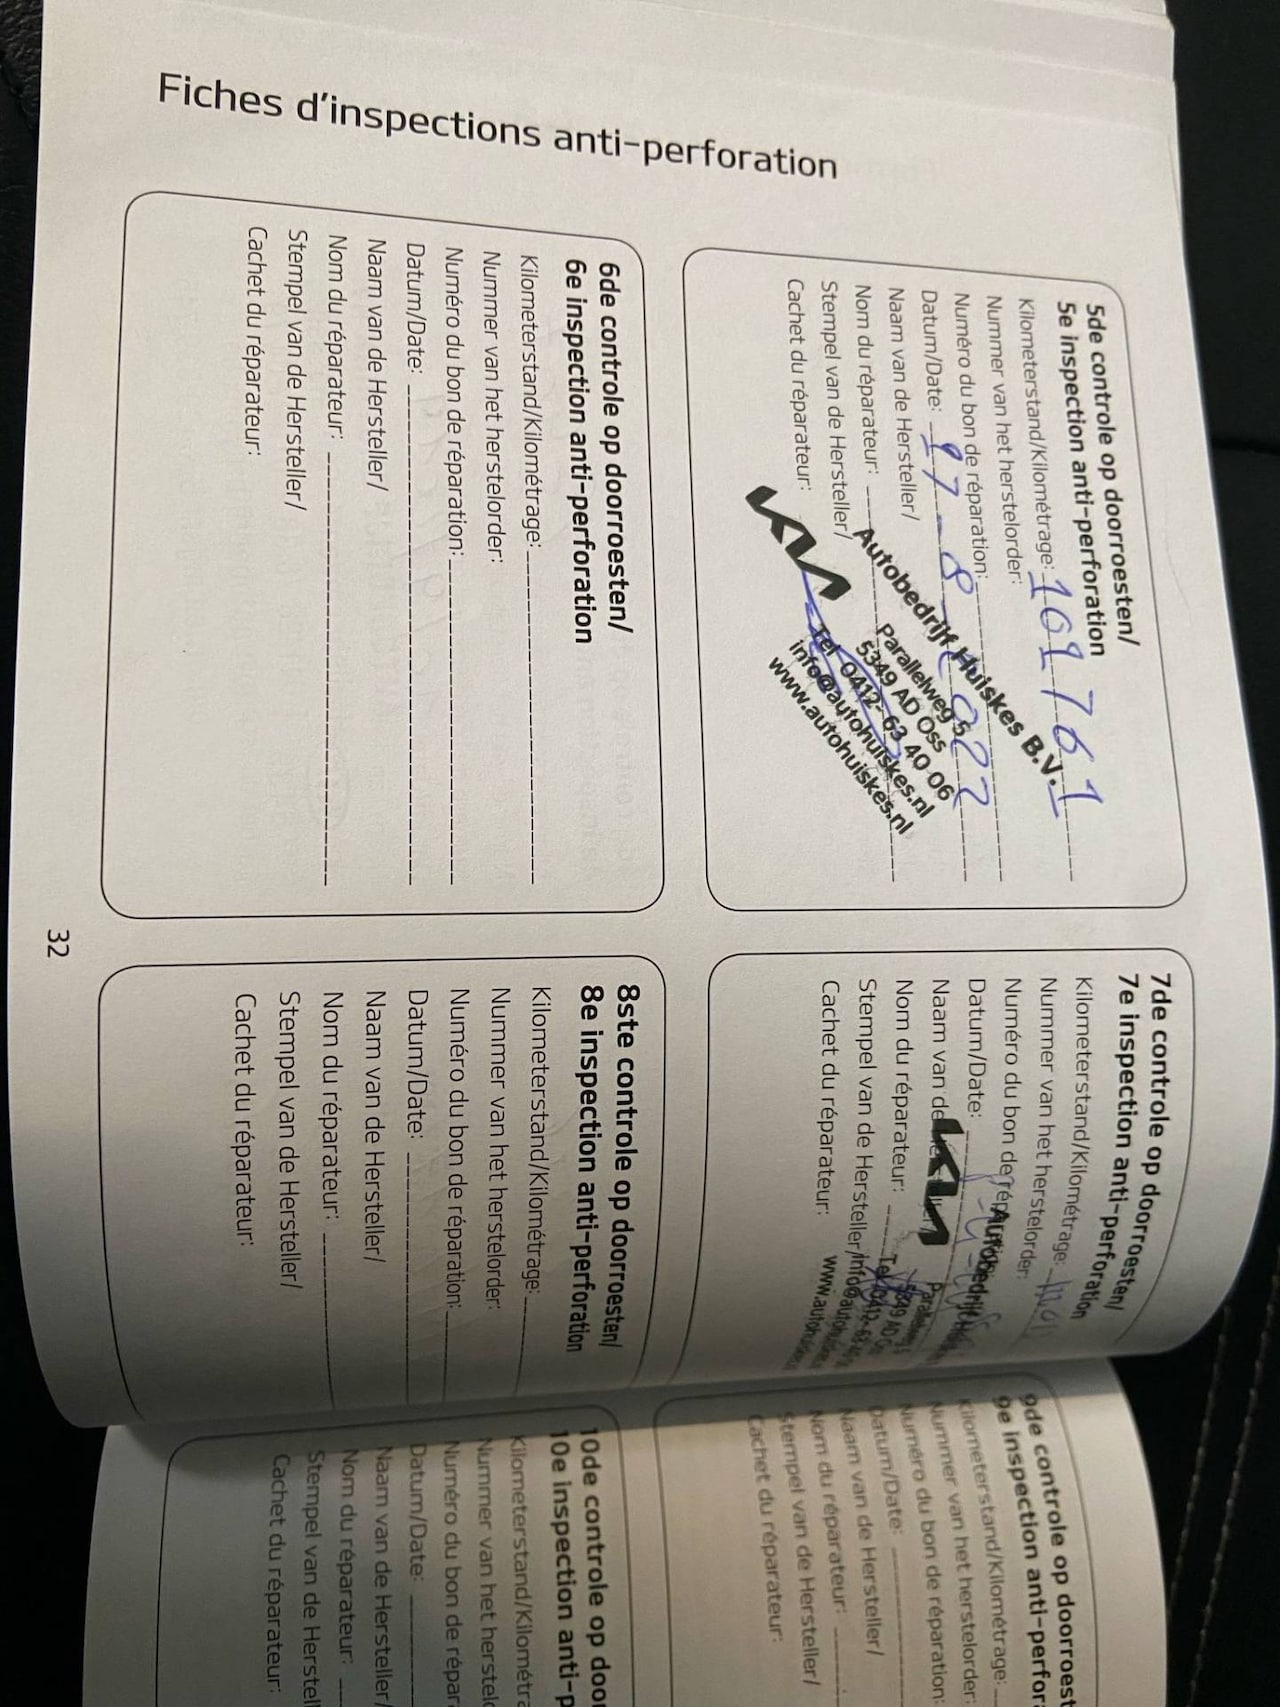 Fiches d'inspections anti-perforation
5de controle op doorroesten/
5e inspection anti-perforation
Kilometerstand/Kilométrage: 101761
Nummer van het herstelorder:
Numéro du bon de réparation:
Datum/Date: 17-8-2022
Naam van de Hersteller/
Nom du réparateur:
Stempel van de Hersteller/
Cachet du réparateur:
KIA
Autobedrijf Huiskes B.V.
Parallelweg 5
5349 AD Oss
Tel 0412-63 40 06
info@autohuiskes.nl
www.autohuiskes.nl
6de controle op doorroesten/
6e inspection anti-perforation
Kilometerstand/Kilométrage:
Nummer van het herstelorder:
Numéro du bon de réparation:
Datum/Date:
Naam van de Hersteller/
Nom du réparateur:
Stempel van de Hersteller/
Cachet du réparateur:
7de controle op doorroesten/
7e inspection anti-perforation
Kilometerstand/Kilométrage:
Nummer van het herstelorder:
Numéro du bon de
Datum/Date:
Naam van de
Nom du réparateur:
Stempel van de Hersteller/
Cachet du réparateur:
KIA
8ste controle op doorroesten/
8e inspection anti-perforation
Kilometerstand/Kilométrage:
Nummer van het herstelorder:
Numéro du bon de réparation:
Datum/Date:
Naam van de Hersteller/
Nom du réparateur:
Stempel van de Hersteller/
Cachet du réparateur:
32
9de controle op doorroest
9e inspection anti-perfora
Kilometerstand/Kilométrage:
Nummer van het herstelorder:
Numéro du bon de réparation:
Datum/Date:
Naam van de Hersteller/
Nom du réparateur:
Stempel van de Hersteller/
Cachet du réparateur:
10de controle op door
10e inspection anti-p
Kilometerstand/Kilométra
Nummer van het herstelo
Numéro du bon de répar
Datum/Date:
Naam van de Hersteller/
Nom du réparateur:
Stempel van de Herstell
Cachet du réparateur: